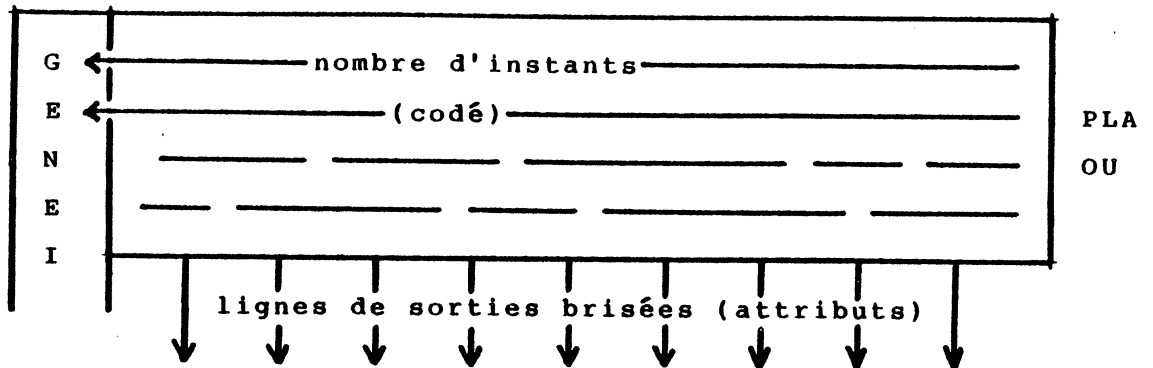 G nombre d'instants
E (codé) PLA
N OU
E
I
lignes de sorties brisées (attributs)